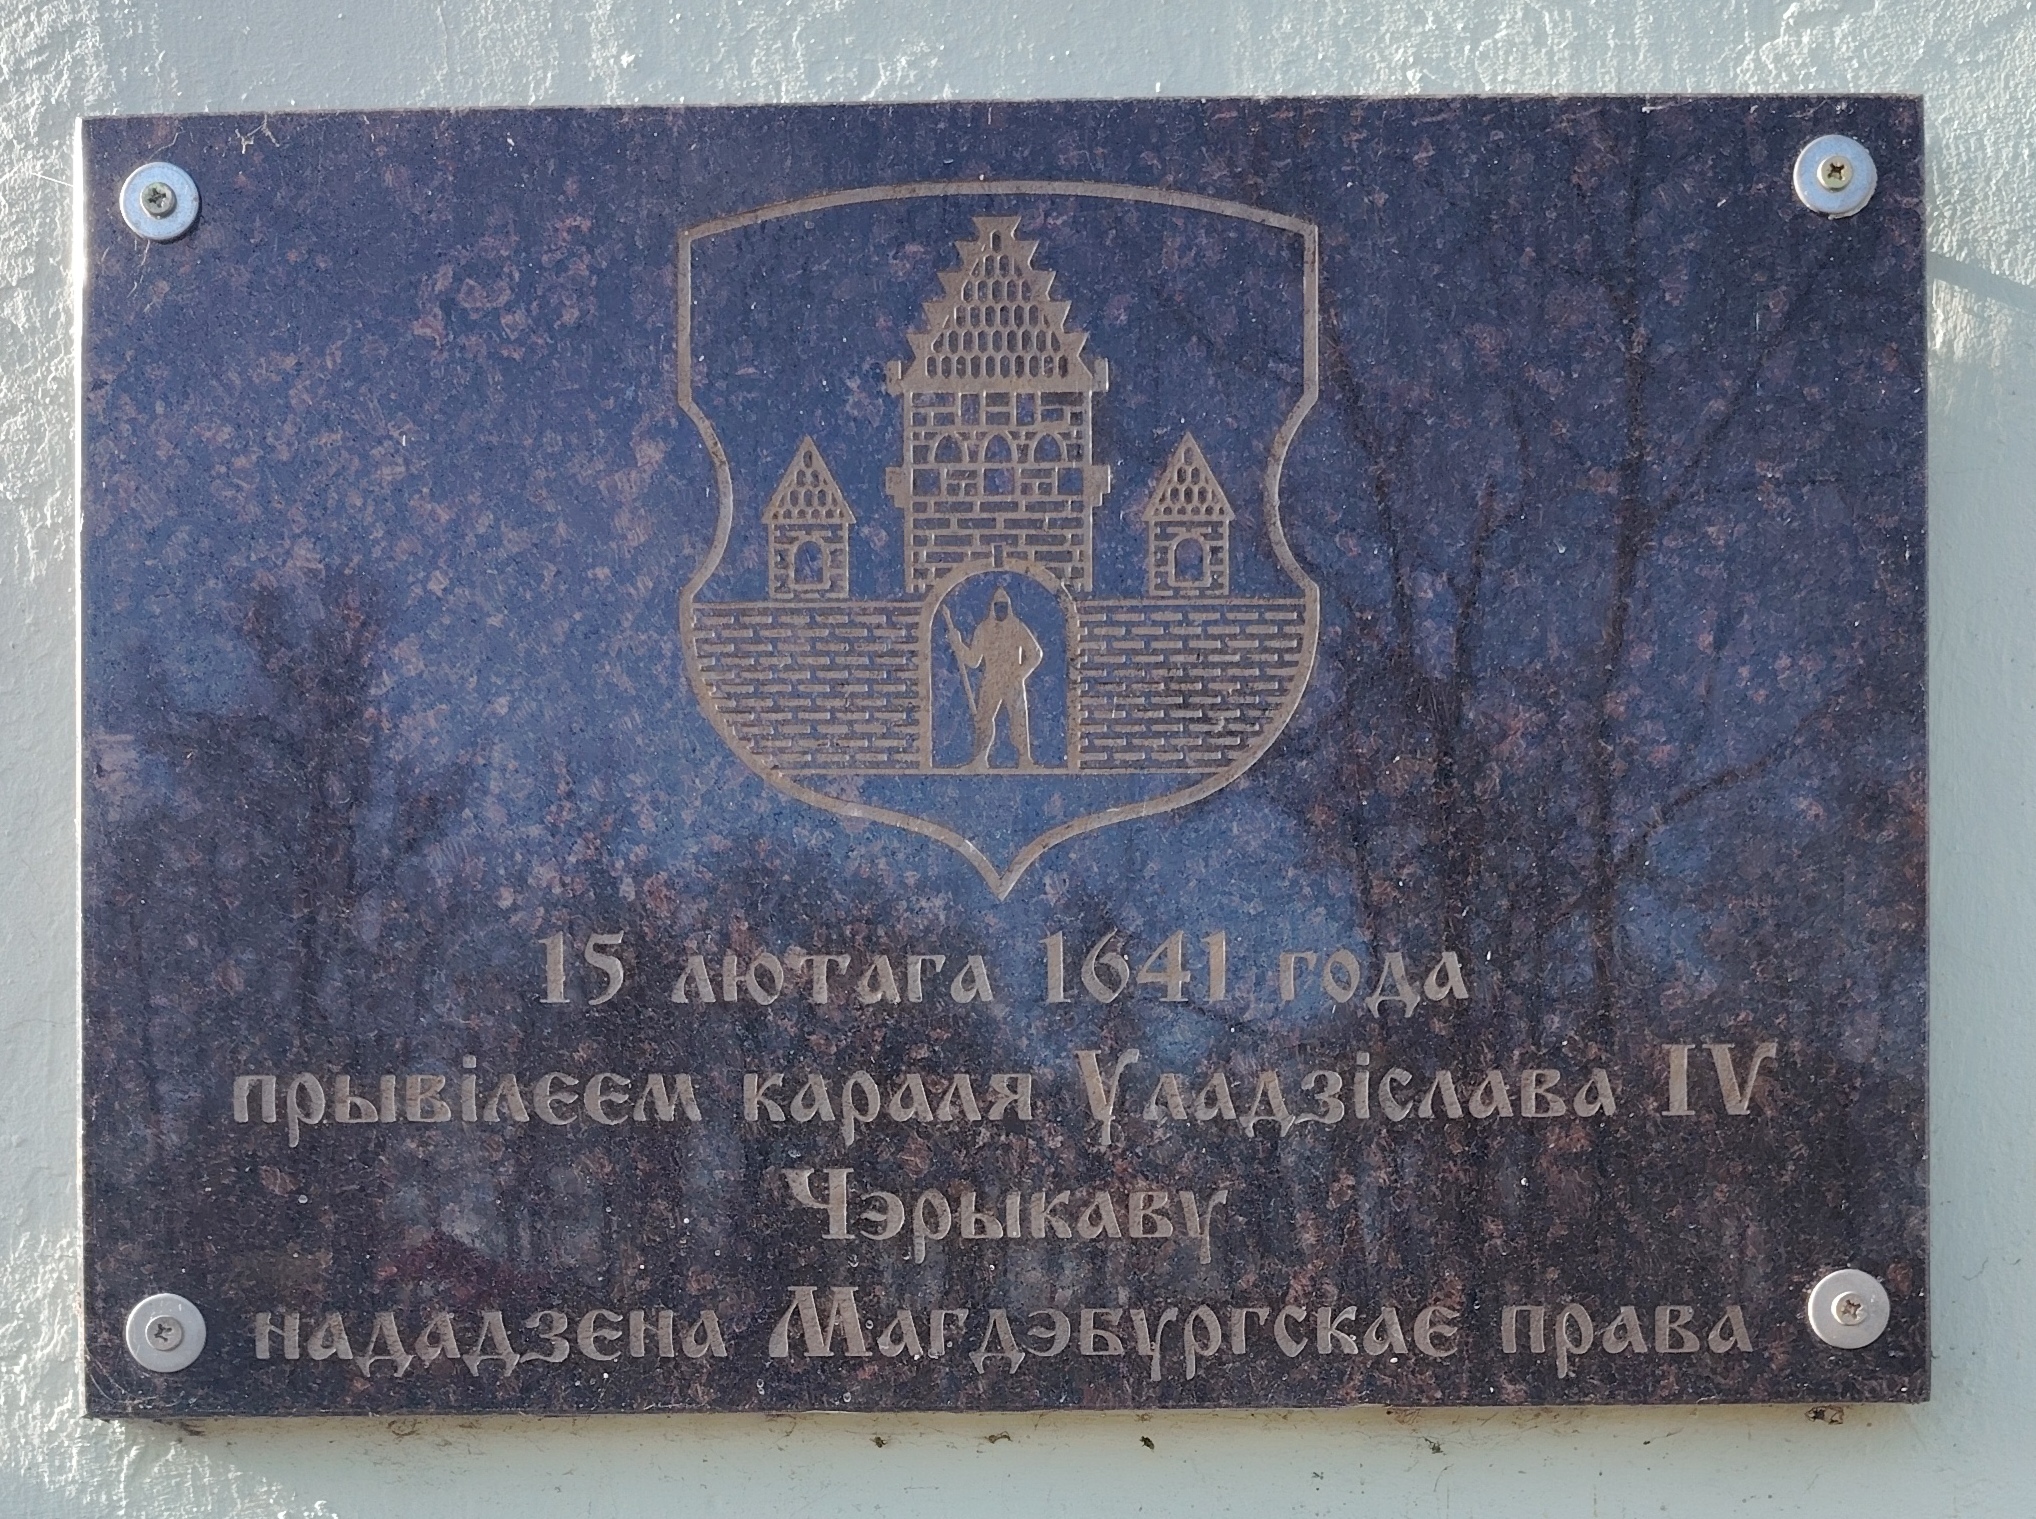 15 лютага 1641 года
прывілеем караля Уладзіслава IV
Чэрыкаву
нададзена Магдэбургскае права